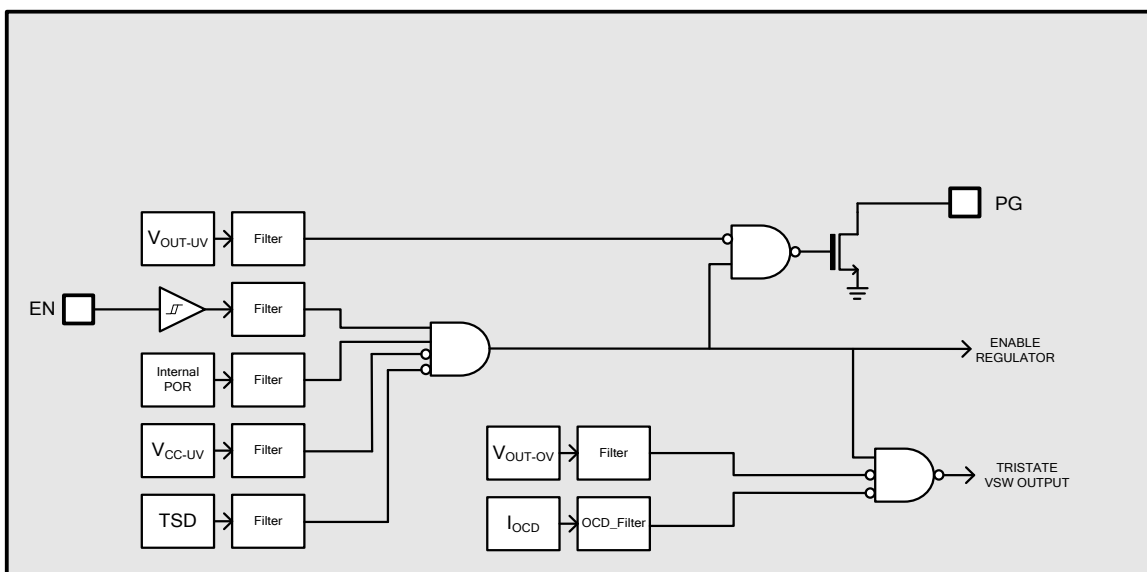 PG
V_OUT-UV
Filter
EN
Filter
ENABLE
REGULATOR
Internal
POR
Filter
V_CC-UV
Filter
V_OUT-OV
Filter
TRISTATE
VSW OUTPUT
TSD
Filter
I_OCD
OCD_Filter